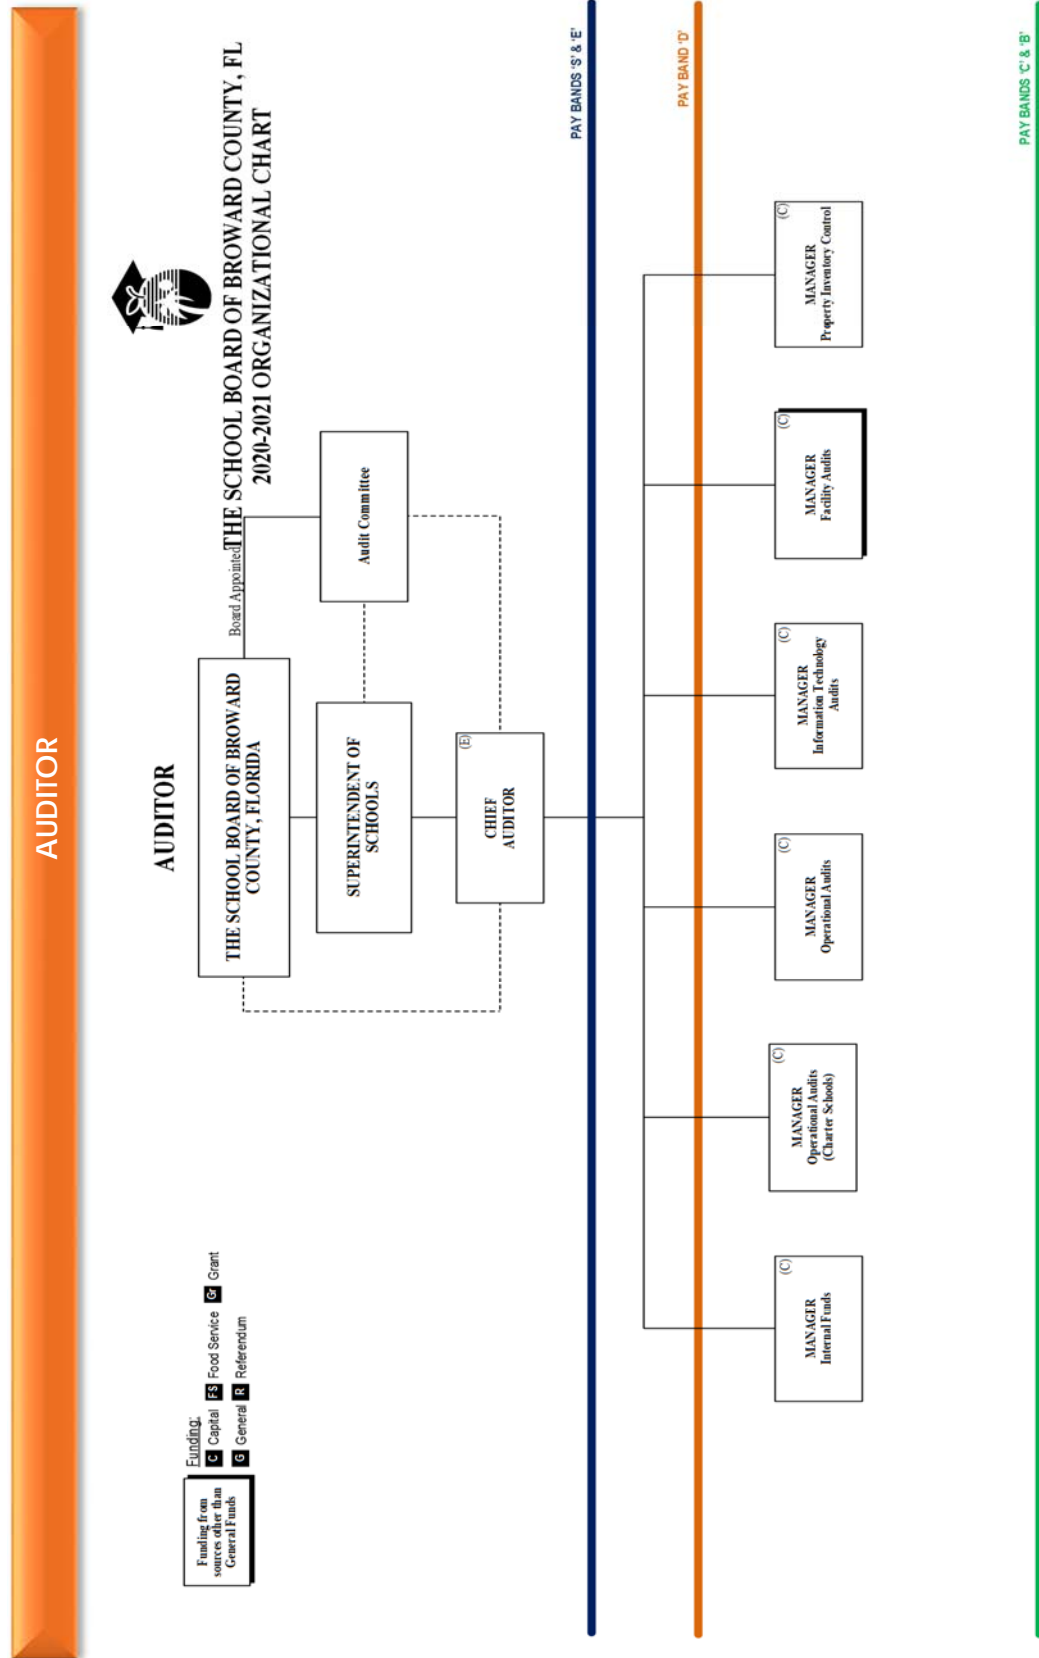 AUDITOR
AUDITOR
THE SCHOOL BOARD OF BROWARD COUNTY, FL
2020-2021 ORGANIZATIONAL CHART
Funding from
sources other than
General Funds
Funding:
C Capital FS Food Service Gr Grant
G General R Referendum
THE SCHOOL BOARD OF BROWARD
COUNTY, FLORIDA
Board Appointed
SUPERINTENDENT OF
SCHOOLS
Audit Committee
(E)
CHIEF
AUDITOR
PAY BANDS 'S' & 'E'
PAY BAND 'D'
(C)
MANAGER
Internal Funds
(C)
MANAGER
Operational Audits
(Charter Schools)
(C)
MANAGER
Operational Audits
(C)
MANAGER
Information Technology
Audits
(C)
MANAGER
Facility Audits
(C)
MANAGER
Property Inventory Control
PAY BANDS 'C' & 'B'